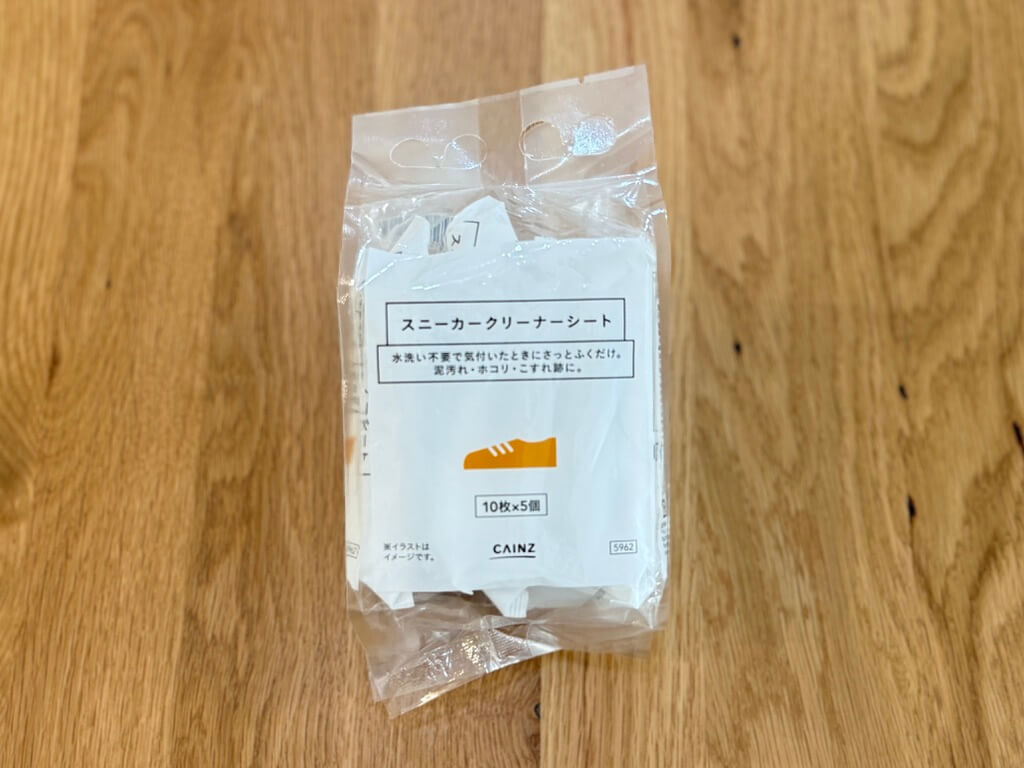 スニーカークリーナーシート
水洗い不要で気付いたときにさっとふくだけ。
泥汚れ・ホコリ・こすれ跡に。
10枚×5個
※イラストは
イメージです。
CAINZ
5962